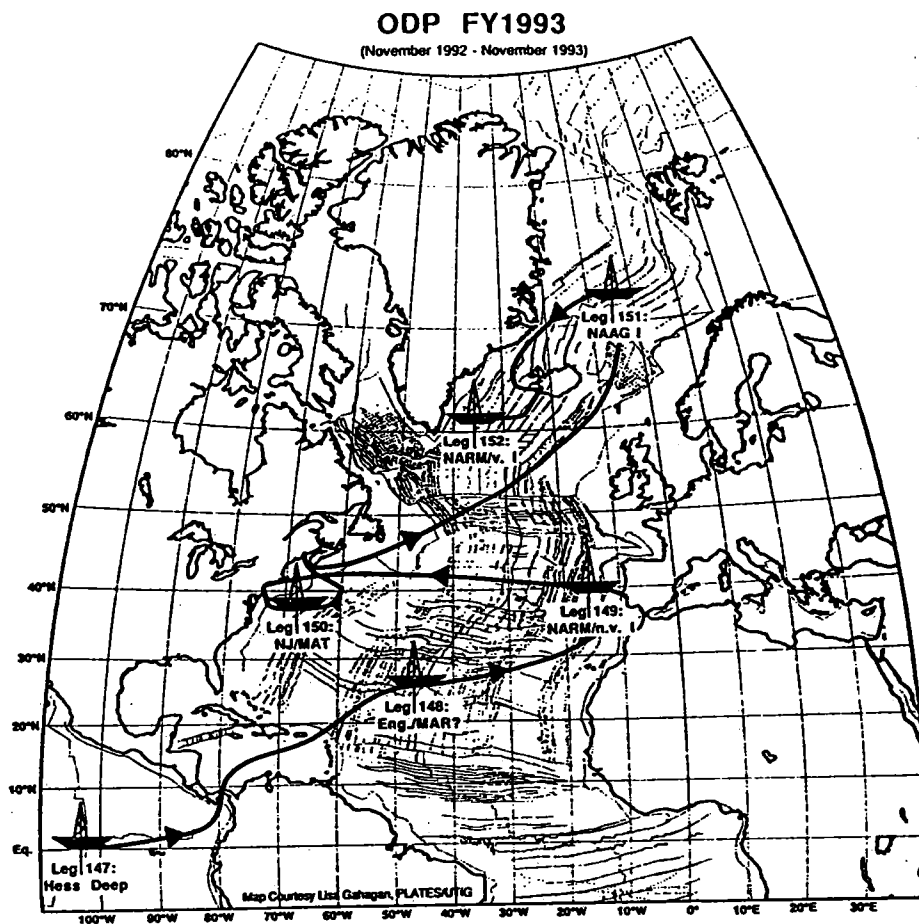 ODP FY1993
(November 1992 - November 1993)
80°N
70°N
60°N
50°N
40°N
30°N
20°N
10°N
Eq.
Leg 151:
NAAG I
Leg 152:
NARM/v. I
Leg 149:
NARM/n.v. I
Leg 150:
NJ/MAT
Leg 148:
Eng./MAR?
Leg 147:
Hess Deep
Map Courtesy Lisa Gahagan, PLATES/UTIG
100°W
90°W
80°W
70°W
60°W
50°W
40°W
30°W
20°W
10°W
0°
10°E
20°E
30°E